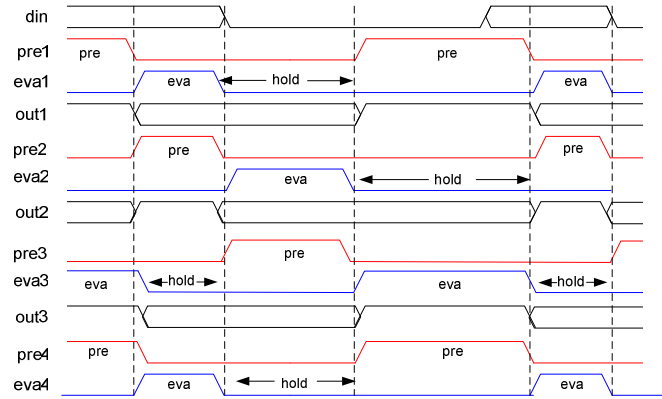 din
pre1 pre pre
eva1 eva hold eva
out1
pre2 pre pre
eva2 eva hold
out2
pre3 pre
eva3 eva hold eva hold
out3
pre4 pre pre
eva4 eva hold eva